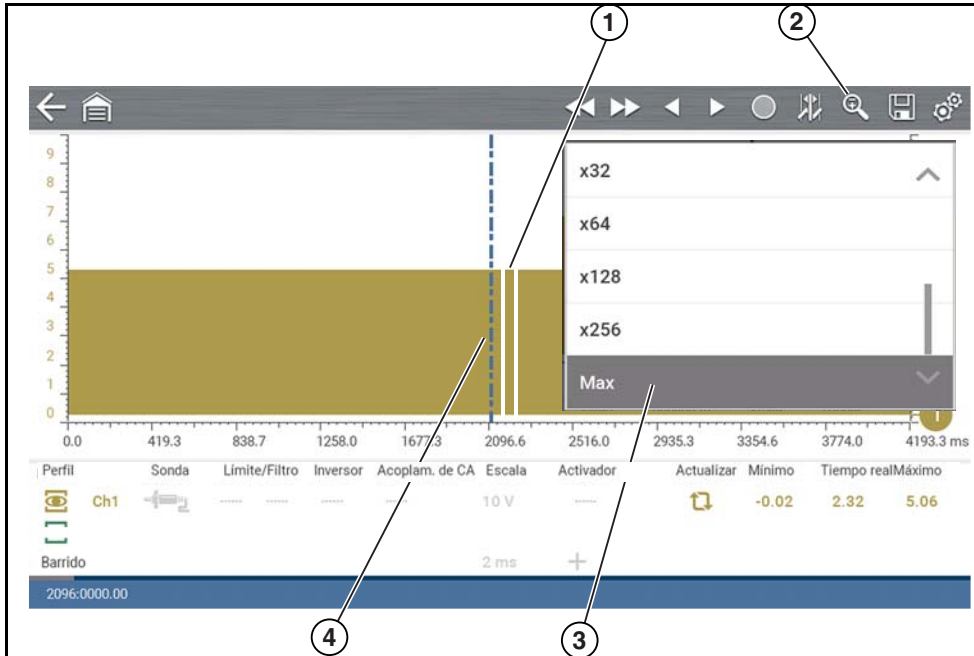 1
2
x32
x64
x128
x256
Max
9
8
7
6
5
4
3
2
1
0
0.0 419.3 838.7 1258.0 1677.3 2096.6 2516.0 2935.3 3354.6 3774.0 4193.3 ms
Perfil Sonda Límite/Filtro Inversor Acoplam. de CA Escala Activador Actualizar Mínimo Tiempo realMáximo
Ch1 ...... ...... ...... ...... 10 V ...... -0.02 2.32 5.06
Barrido 2 ms
2096:0000.00
4
3